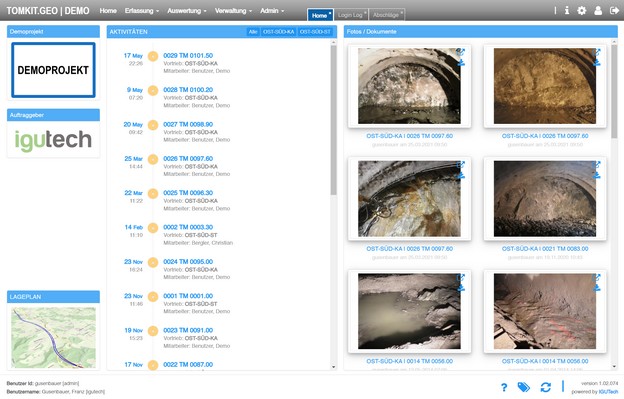 TOMKIT.GEO | DEMO
Home
Erfassung
Auswertung
Verwaltung
Admin
Home
Login Log
Abschläge
Demoprojekt
DEMOPROJEKT
Auftraggeber
igutech
LAGEPLAN
AKTIVITÄTEN
Alle
OST-SÜD-KA
OST-SÜD-ST
17 May
22:26
0029 TM 0101.50
Vortrieb: OST-SÜD-KA
Mitarbeiter: Benutzer, Demo
9 May
07:20
0028 TM 0100.20
Vortrieb: OST-SÜD-KA
Mitarbeiter: Benutzer, Demo
20 May
09:42
0027 TM 0098.90
Vortrieb: OST-SÜD-KA
Mitarbeiter: Benutzer, Demo
25 Mar
14:44
0026 TM 0097.60
Vortrieb: OST-SÜD-KA
Mitarbeiter: Benutzer, Demo
22 Mar
11:22
0025 TM 0096.30
Vortrieb: OST-SÜD-KA
Mitarbeiter: Benutzer, Demo
14 Feb
11:10
0002 TM 0003.30
Vortrieb: OST-SÜD-ST
Mitarbeiter: Bergler, Christian
23 Nov
16:24
0024 TM 0095.00
Vortrieb: OST-SÜD-KA
Mitarbeiter: Benutzer, Demo
23 Nov
11:46
0001 TM 0001.00
Vortrieb: OST-SÜD-ST
Mitarbeiter: Benutzer, Demo
19 Nov
15:23
0023 TM 0091.00
Vortrieb: OST-SÜD-KA
Mitarbeiter: Benutzer, Demo
17 Nov
0022 TM 0087.00
Vortrieb: OST-SÜD-KA
Fotos / Dokumente
OST-SÜD-KA | 0026 TM 0097.60
OST-SÜD-KA | 0026 TM 0097.60
OST-SÜD-KA | 0026 TM 0097.60
OST-SÜD-KA | 0021 TM 0083.00
OST-SÜD-KA | 0014 TM 0056.00
OST-SÜD-KA | 0014 TM 0056.00
Benutzer Id: gusenbauer [admin]
Benutzername: Gusenbauer, Franz [igutech]
version 1.02.074
powered by IGUTech